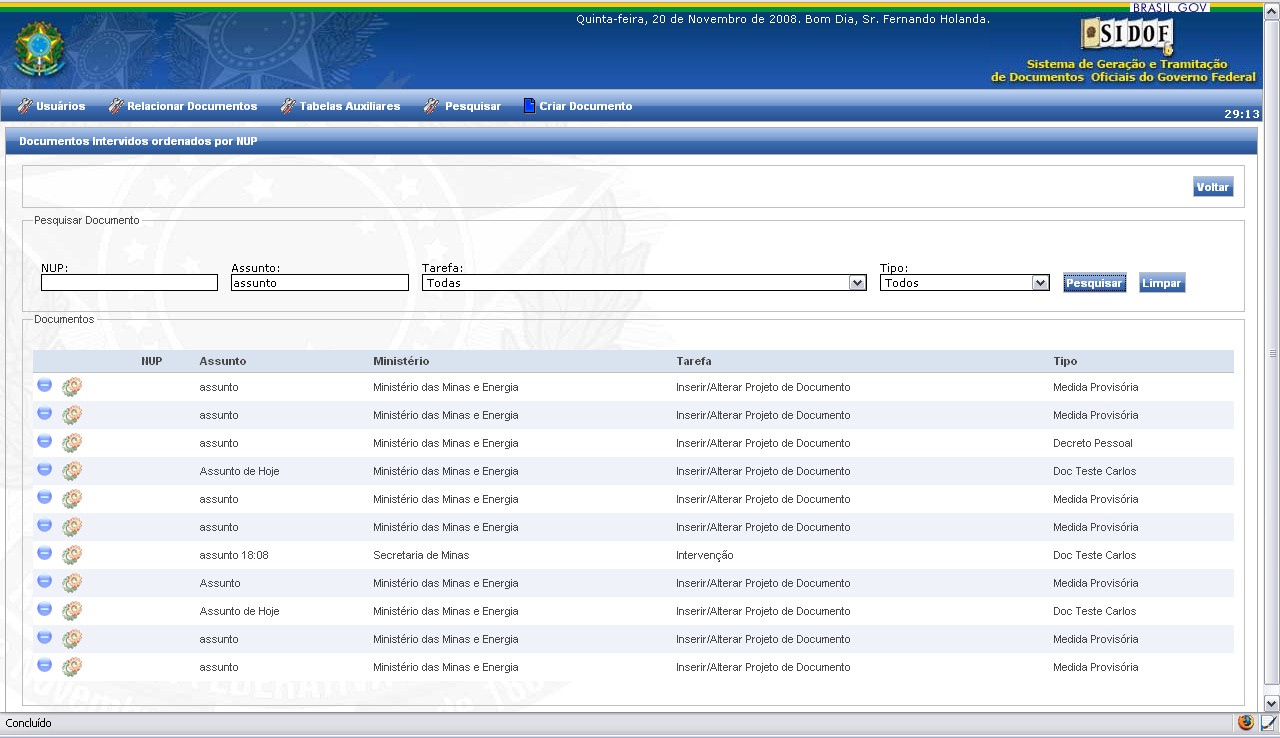 BRASIL.GOV
Quinta-feira, 20 de Novembro de 2008. Bom Dia, Sr. Fernando Holanda.
SIDOF
6
Sistema de Geração e Tramitação
de Documentos Oficiais do Governo Federal
Usuários Relacionar Documentos Tabelas Auxiliares Pesquisar Criar Documento
29:13
Documentos Intervidos ordenados por NUP
Voltar
Pesquisar Documento
NUP: Assunto: Tarefa: Tipo:
assunto Todas Todos Pesquisar Limpar
Documentos
NUP Assunto Ministério Tarefa Tipo
assunto Ministério das Minas e Energia Inserir/Alterar Projeto de Documento Medida Provisória
assunto Ministério das Minas e Energia Inserir/Alterar Projeto de Documento Medida Provisória
assunto Ministério das Minas e Energia Inserir/Alterar Projeto de Documento Decreto Pessoal
Assunto de Hoje Ministério das Minas e Energia Inserir/Alterar Projeto de Documento Doc Teste Carlos
assunto Ministério das Minas e Energia Inserir/Alterar Projeto de Documento Medida Provisória
assunto Ministério das Minas e Energia Inserir/Alterar Projeto de Documento Medida Provisória
assunto 18:08 Secretaria de Minas Intervenção Doc Teste Carlos
Assunto Ministério das Minas e Energia Inserir/Alterar Projeto de Documento Medida Provisória
Assunto de Hoje Ministério das Minas e Energia Inserir/Alterar Projeto de Documento Doc Teste Carlos
assunto Ministério das Minas e Energia Inserir/Alterar Projeto de Documento Medida Provisória
assunto Ministério das Minas e Energia Inserir/Alterar Projeto de Documento Medida Provisória
Concluído